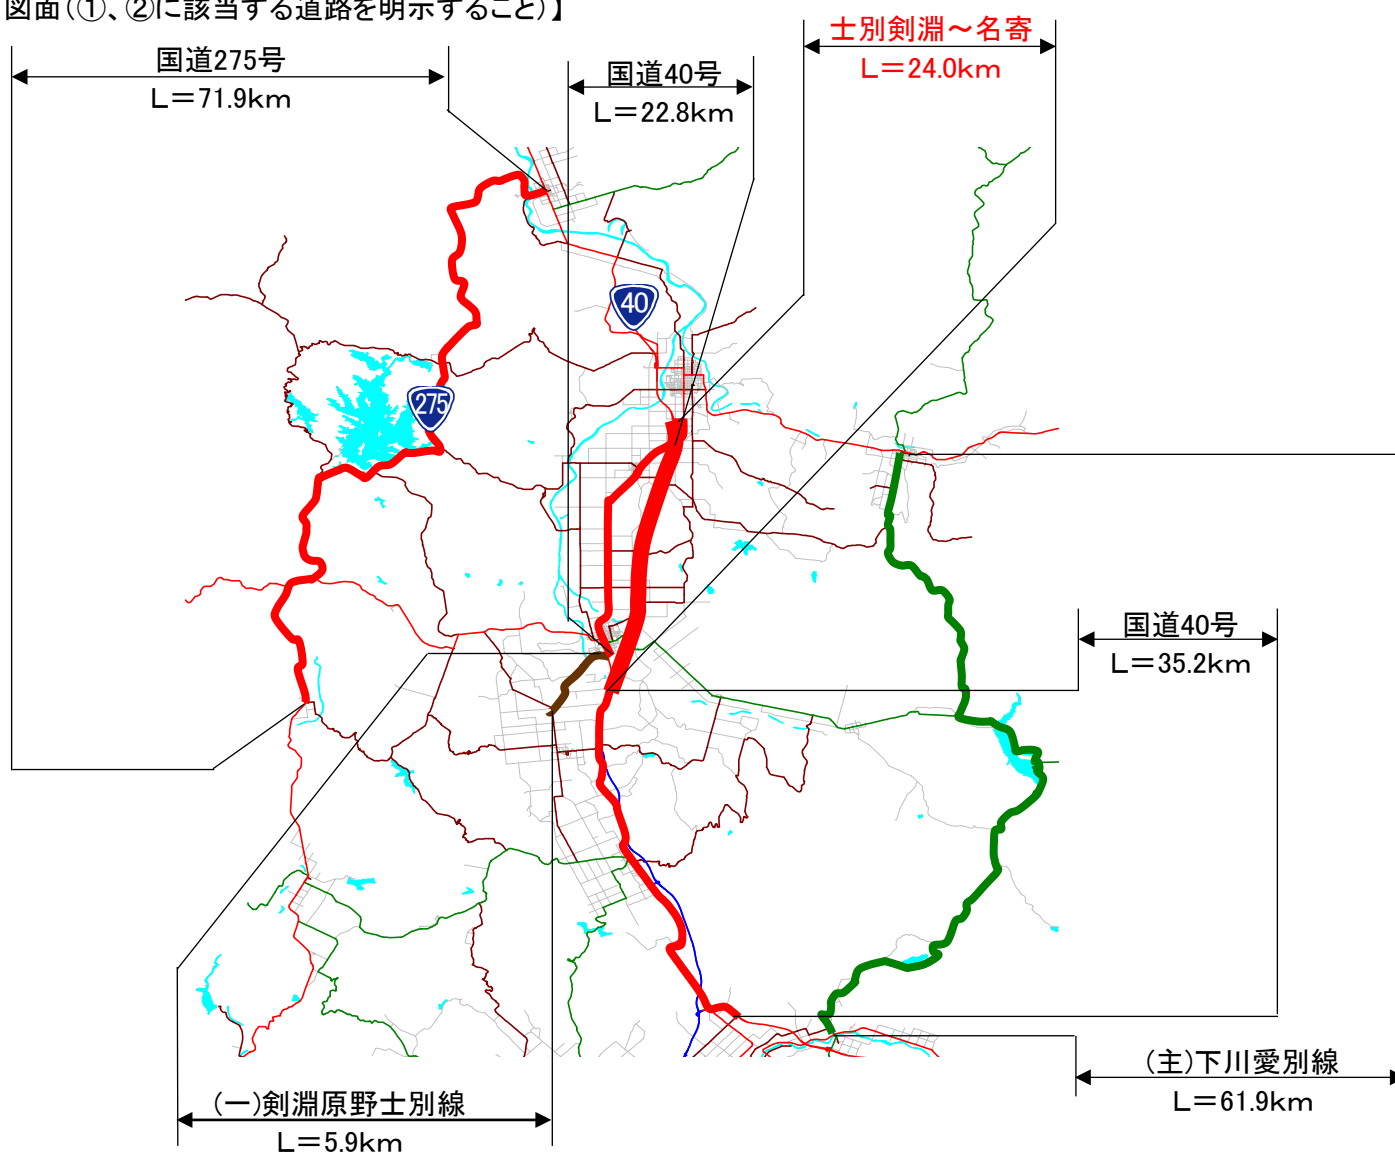 図面(①、②に該当する道路を明示すること)】
国道275号
L=71.9km
国道40号
L=22.8km
士別剣淵～名寄
L=24.0km
40
275
国道40号
L=35.2km
(主)下川愛別線
L=61.9km
(一)剣淵原野士別線
L=5.9km